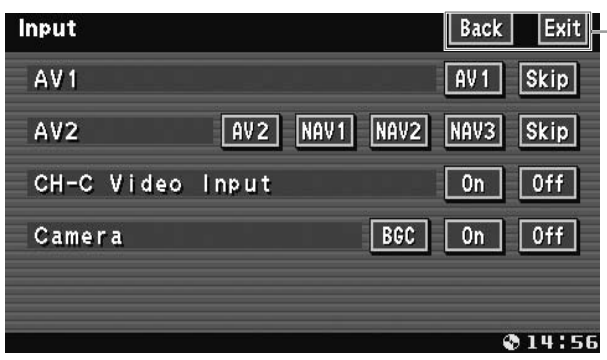 Input Back Exit
AV1 AV1 Skip
AV2 AV2 NAV1 NAV2 NAV3 Skip
CH-C Video Input On Off
Camera BGC On Off
14:56